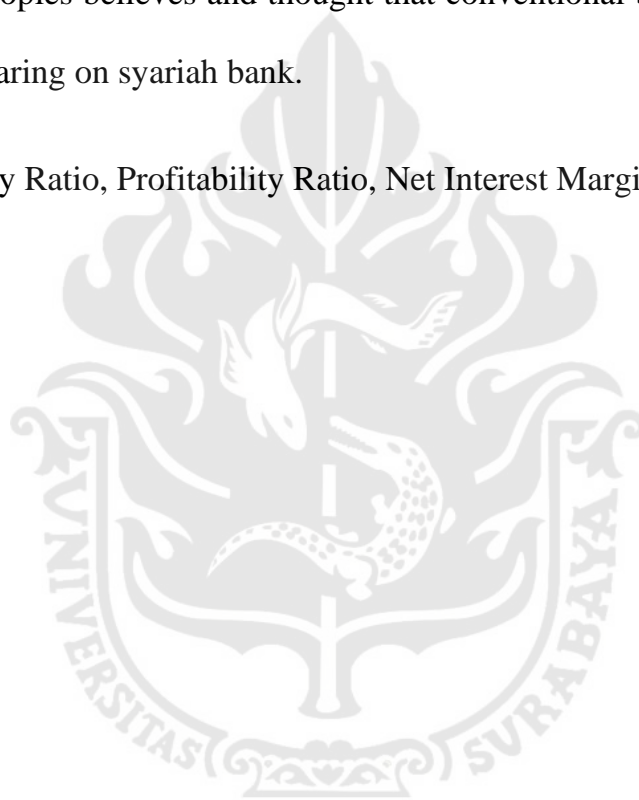 oples believes and thought that conventional
aring on syariah bank.
y Ratio, Profitability Ratio, Net Interest Margi
UNIVERSITAS SURABAYA